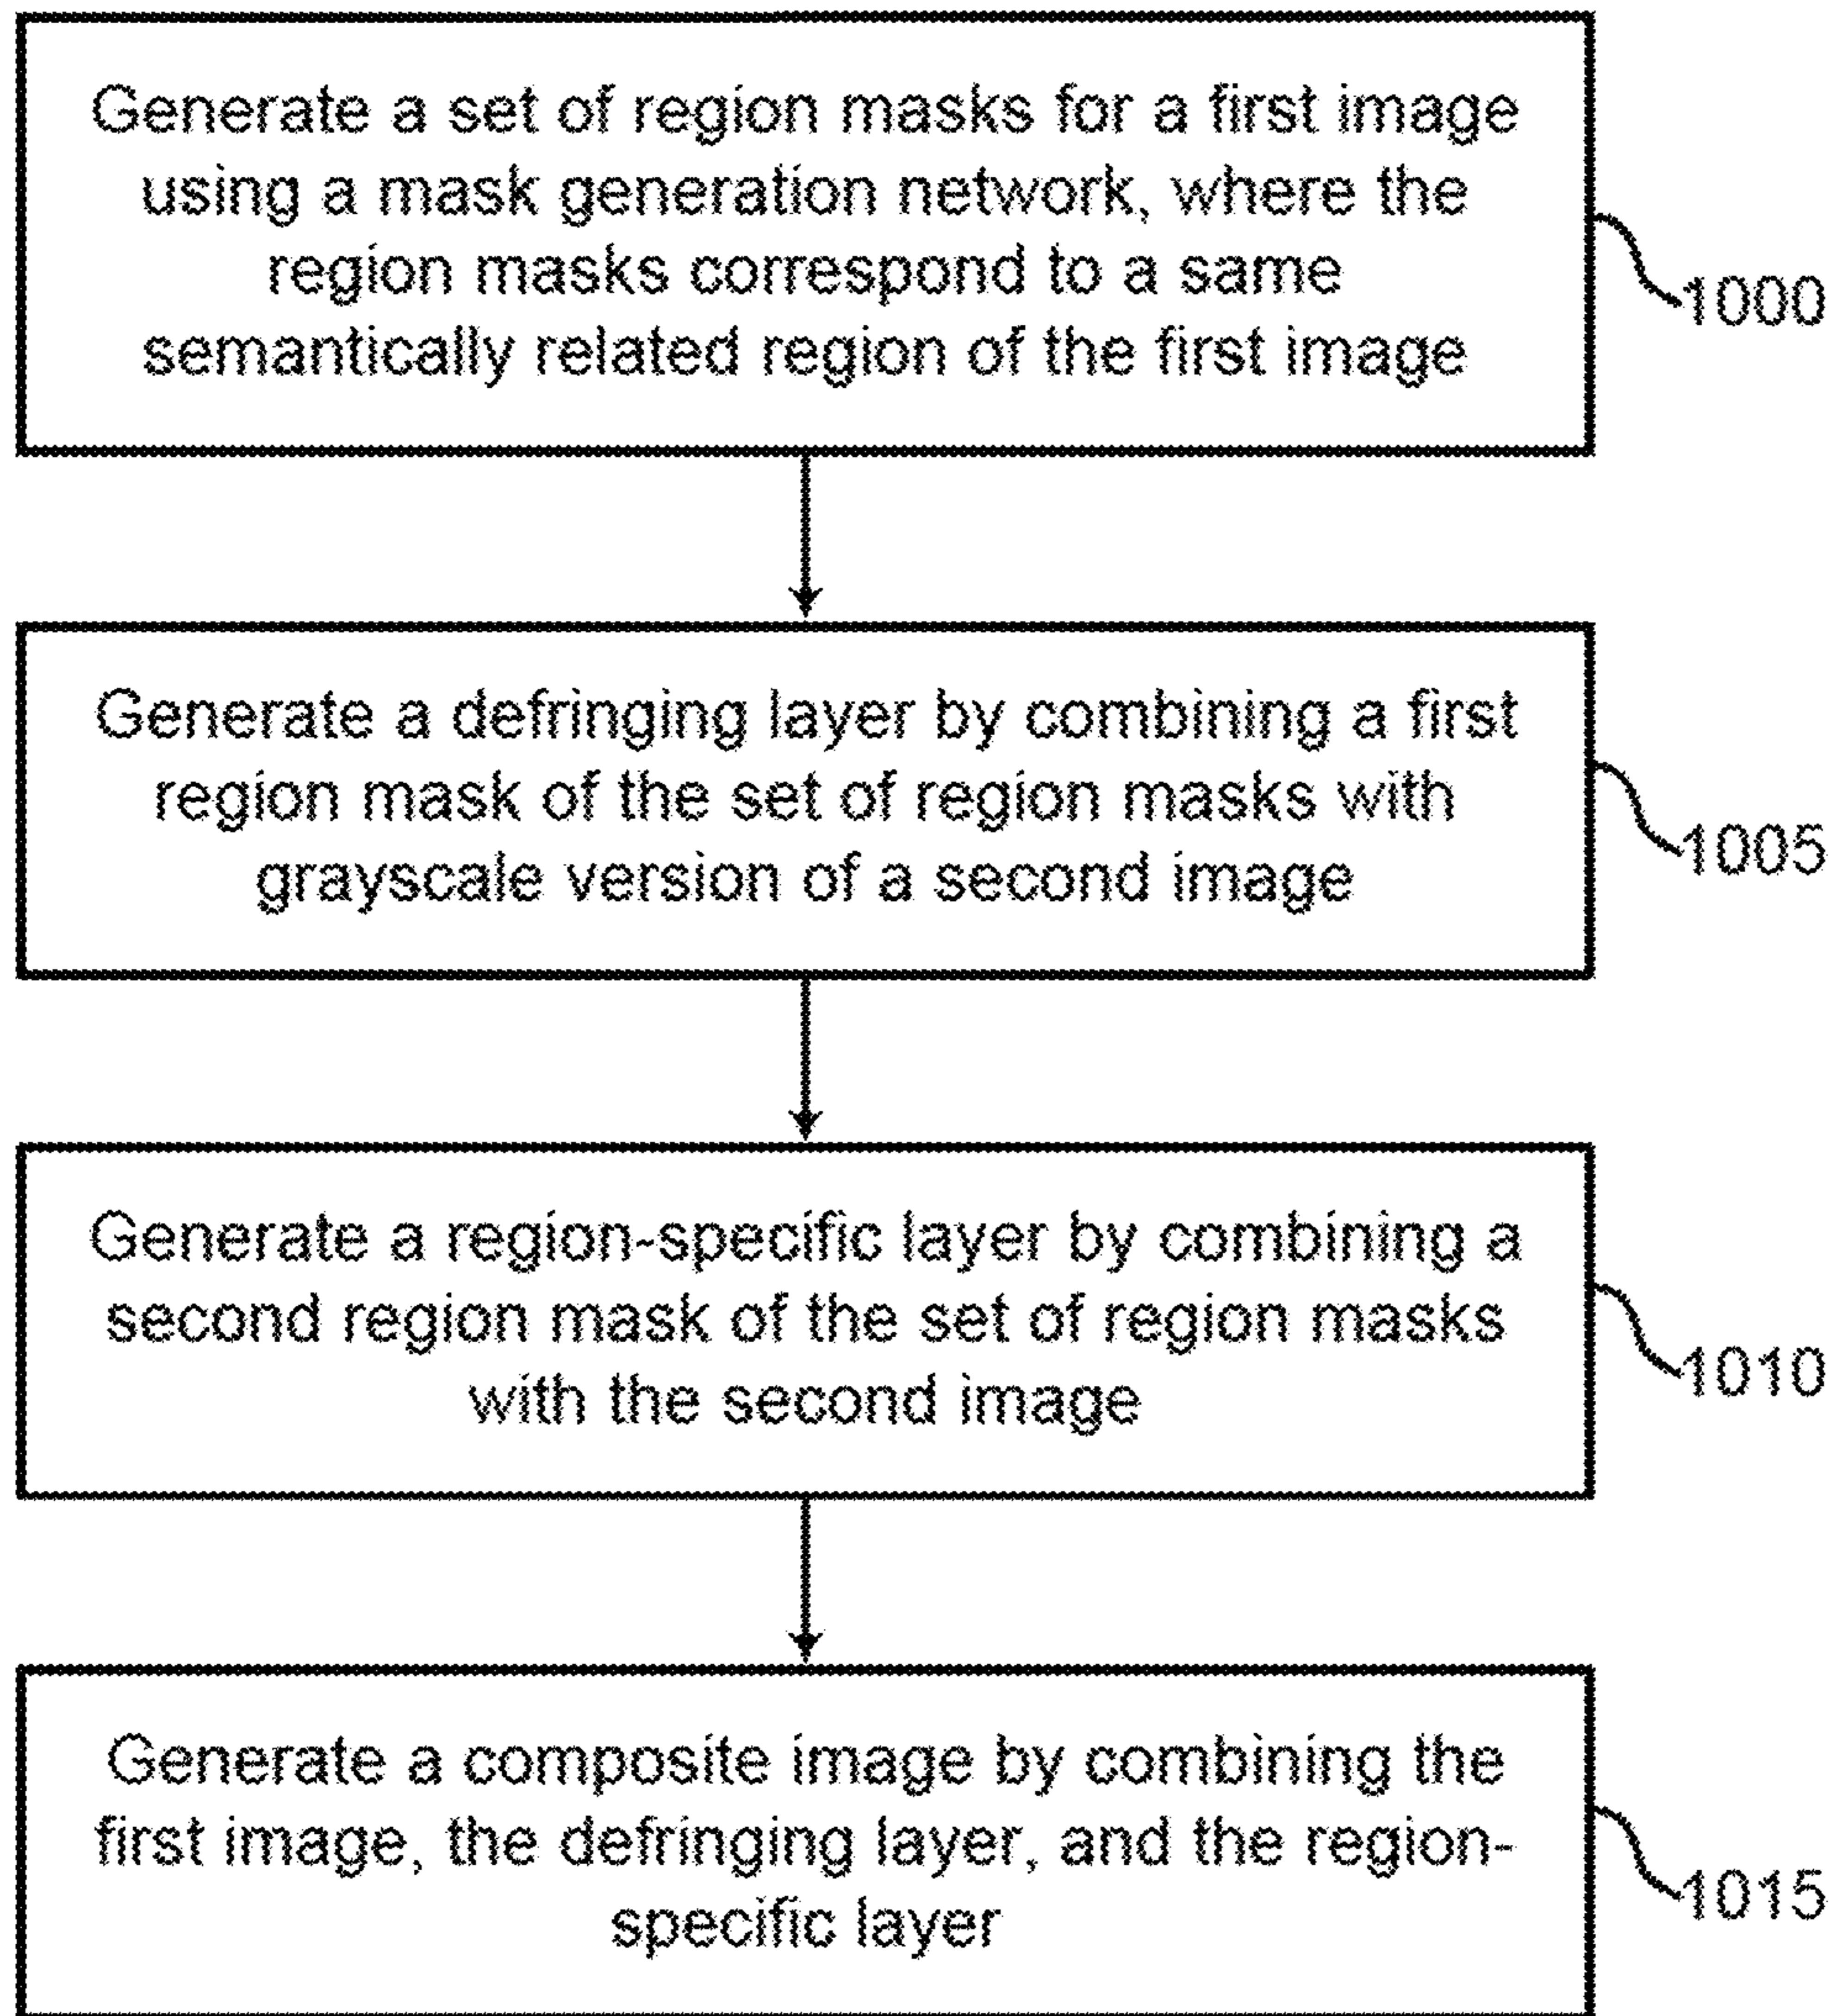 Generate a set of region masks for a first image
using a mask generation network, where the
region masks correspond to a same
semantically related region of the first image
1000
Generate a defringing layer by combining a first
region mask of the set of region masks with
grayscale version of a second image
1005
Generate a region-specific layer by combining a
second region mask of the set of region masks
with the second image
1010
Generate a composite image by combining the
first image, the defringing layer, and the region-
specific layer
1015